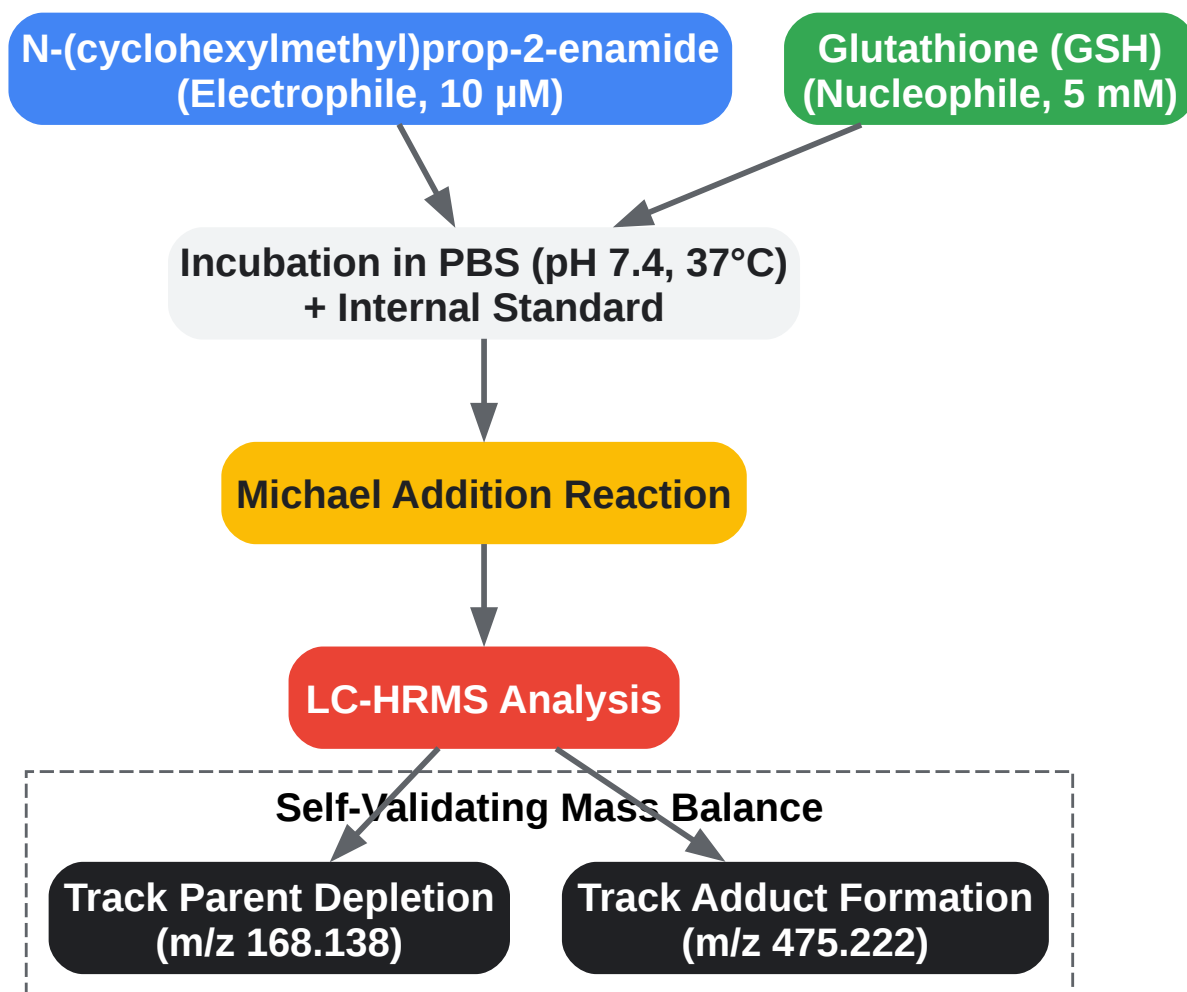 N-(cyclohexylmethyl)prop-2-enamide
(Electrophile, 10 µM)
Glutathione (GSH)
(Nucleophile, 5 mM)
Incubation in PBS (pH 7.4, 37°C)
+ Internal Standard
Michael Addition Reaction
LC-HRMS Analysis
Self-Validating Mass Balance
Track Parent Depletion
(m/z 168.138)
Track Adduct Formation
(m/z 475.222)